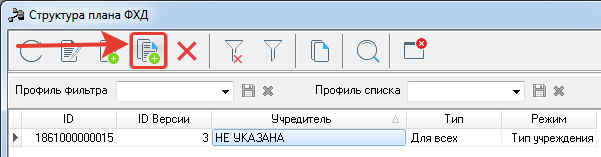 Структура плана ФХД
Профиль фильтра Профиль списка
ID ID Версии Учредитель Тип Режим
1861000000015 3 НЕ УКАЗАНА Для всех Тип учреждения